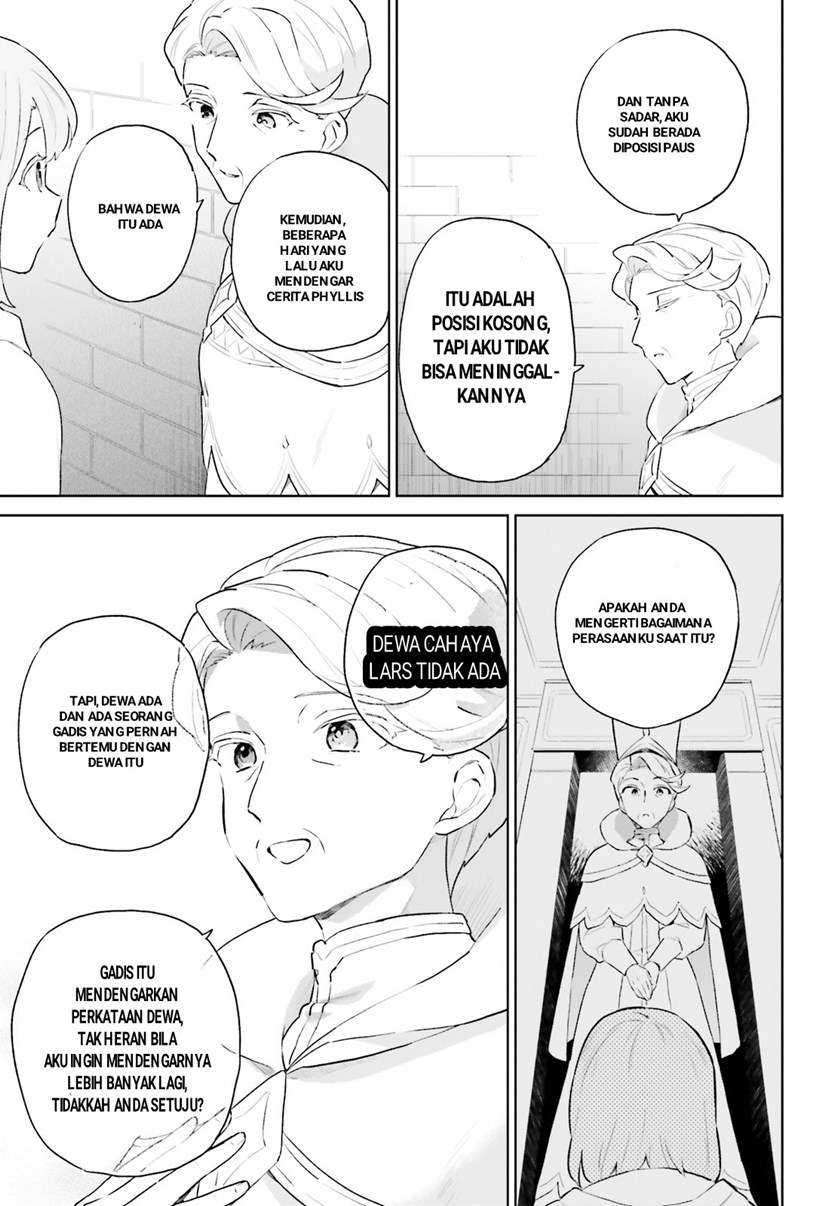 DAN TANPA
SADAR, AKU
SUDAH BERADA
DIPOSISI PAUS
ITU ADALAH
POSISI KOSONG,
TAPI AKU TIDAK
BISA MENINGGAL-
KANNYA
KEMUDIAN,
BEBERAPA
HARI YANG
LALU AKU
MENDENGAR
CERITA PHYLLIS
BAHWA DEWA
ITU ADA
APAKAH ANDA
MENGERTI BAGAIMANA
PERASAANKU SAAT ITU?
DEWA CAHAYA
LARS TIDAK ADA
TAPI, DEWA ADA
DAN ADA SEORANG
GADIS YANG PERNAH
BERTEMU DENGAN
DEWA ITU
GADIS ITU
MENDENGARKAN
PERKATAAN DEWA,
TAK HERAN BILA
AKU INGIN MENDENGARNYA
LEBIH BANYAK LAGI,
TIDAKKAH ANDA SETUJU?